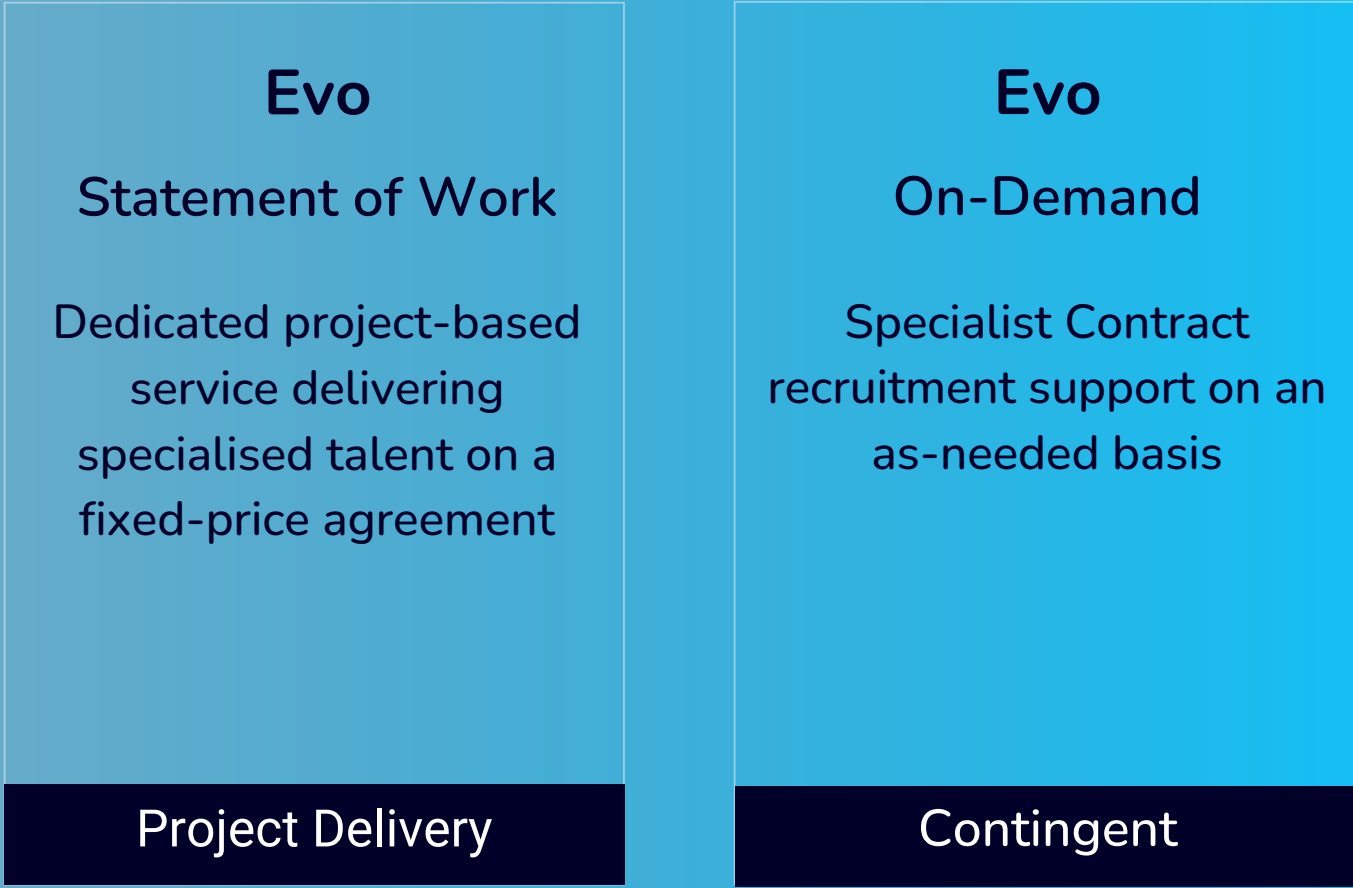 Evo
Statement of Work
Dedicated project-based
service delivering
specialised talent on a
fixed-price agreement
Project Delivery
Evo
On-Demand
Specialist Contract
recruitment support on an
as-needed basis
Contingent